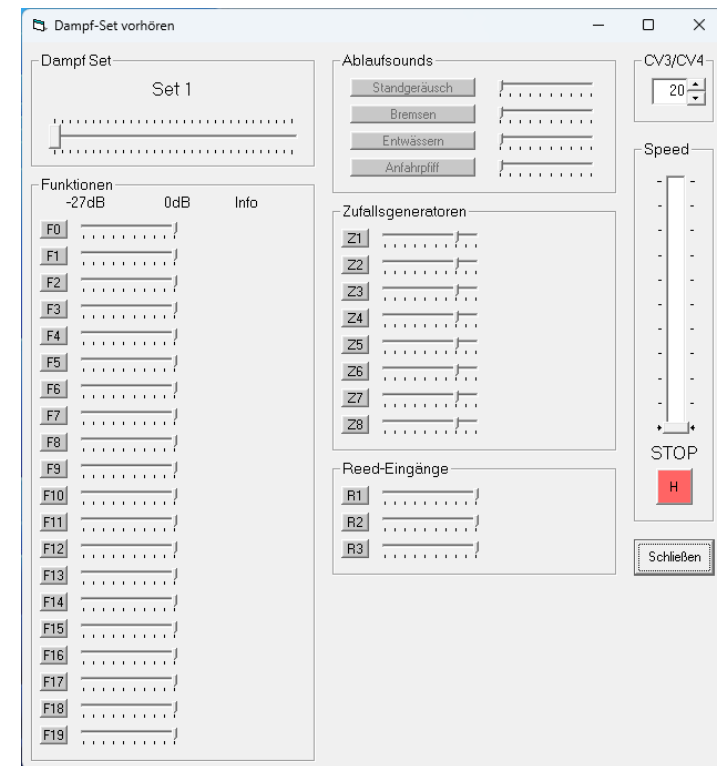 Dampf-Set vorhören
Dampf Set
Set 1
Funktionen
-27dB 0dB Info
F0
F1
F2
F3
F4
F5
F6
F7
F8
F9
F10
F11
F12
F13
F14
F15
F16
F17
F18
F19
Ablaufsounds
Standgeräusch
Bremsen
Entwässern
Anfahrpfiff
Zufallsgeneratoren
Z1
Z2
Z3
Z4
Z5
Z6
Z7
Z8
Reed-Eingänge
R1
R2
R3
CV3/CV4
20
Speed
STOP
H
Schließen